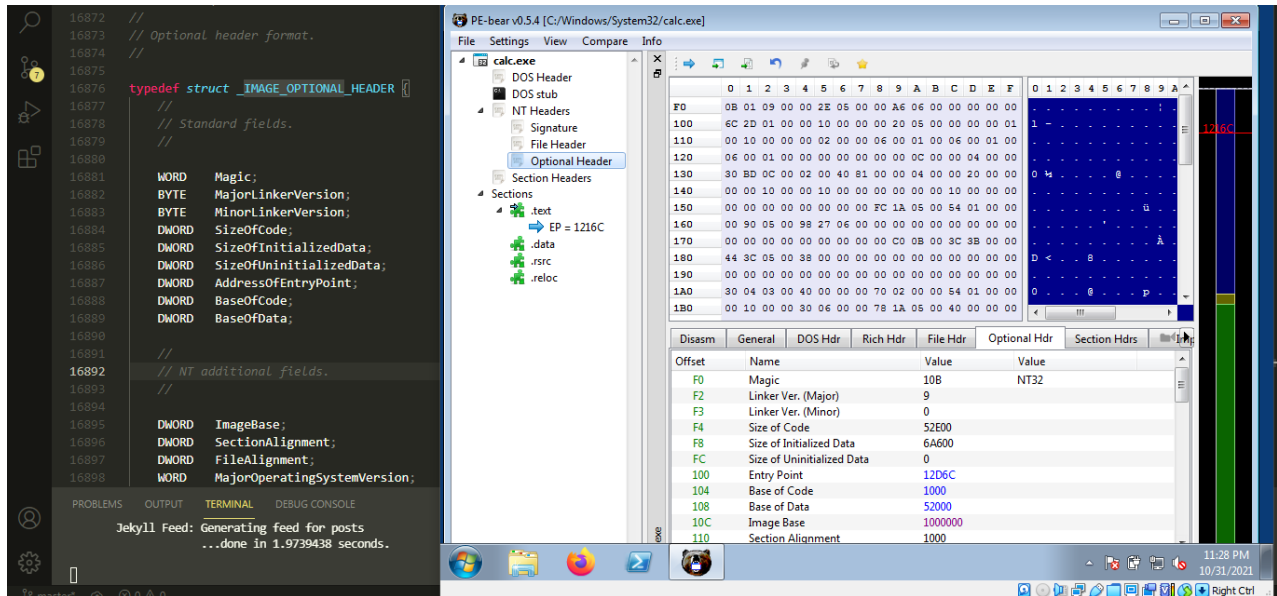 16872 //
16873 // Optional header format.
16874 //
16875
16876 typedef struct _IMAGE_OPTIONAL_HEADER {
16877 //
16878 // Standard fields.
16879 //
16880
16881 WORD Magic;
16882 BYTE MajorLinkerVersion;
16883 BYTE MinorLinkerVersion;
16884 DWORD SizeOfCode;
16885 DWORD SizeOfInitializedData;
16886 DWORD SizeOfUninitializedData;
16887 DWORD AddressOfEntryPoint;
16888 DWORD BaseOfCode;
16889 DWORD BaseOfData;
16890
16891 //
16892 // NT additional fields.
16893 //
16894
16895 DWORD ImageBase;
16896 DWORD SectionAlignment;
16897 DWORD FileAlignment;
16898 WORD MajorOperatingSystemVersion;
7
PROBLEMS OUTPUT TERMINAL DEBUG CONSOLE
Jekyll Feed: Generating feed for posts
...done in 1.9739438 seconds.
PE-bear v0.5.4 [C:/Windows/System32/calc.exe]
File Settings View Compare Info
calc.exe
DOS Header
DOS stub
NT Headers
Signature
File Header
Optional Header
Section Headers
Sections
.text
EP = 1216C
.data
.rsrc
.reloc
0 1 2 3 4 5 6 7 8 9 A B C D E F 0 1 2 3 4 5 6 7 8 9 A
F0 0B 01 09 00 00 2E 05 00 00 A6 06 00 00 00 00 00
100 6C 2D 01 00 00 10 00 00 00 20 05 00 00 00 00 01
110 00 10 00 00 00 02 00 00 06 00 01 00 06 00 01 00
120 06 00 01 00 00 00 00 00 00 00 0C 00 00 04 00 00
130 30 BD 0C 00 02 00 40 81 00 00 04 00 00 20 00 00
140 00 00 10 00 00 10 00 00 00 00 00 00 10 00 00 00
150 00 00 00 00 00 00 00 00 FC 1A 05 00 54 01 00 00
160 00 90 05 00 98 27 06 00 00 00 00 00 00 00 00 00
170 00 00 00 00 00 00 00 00 00 C0 0B 00 3C 3B 00 00
180 44 3C 05 00 38 00 00 00 00 00 00 00 00 00 00 00
190 00 00 00 00 00 00 00 00 00 00 00 00 00 00 00 00
1A0 30 04 03 00 40 00 00 00 70 02 00 00 54 01 00 00
1B0 00 10 00 00 30 06 00 00 78 1A 05 00 40 00 00 00
1216C
Disasm General DOS Hdr Rich Hdr File Hdr Optional Hdr Section Hdrs
Offset Name Value Value
F0 Magic 10B NT32
F2 Linker Ver. (Major) 9
F3 Linker Ver. (Minor) 0
F4 Size of Code 52E00
F8 Size of Initialized Data 6A600
FC Size of Uninitialized Data 0
100 Entry Point 12D6C
104 Base of Code 1000
108 Base of Data 52000
10C Image Base 1000000
110 Section Alignment 1000
exe
11:28 PM
10/31/2021
Right Ctrl